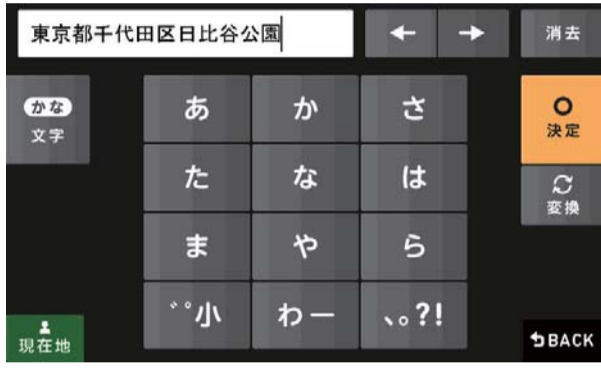 東京都千代田区日比谷公園
← →
消去
かな
文字
あ か さ
決定
た な は
変換
ま や ら
゛゜小 わー 、。?!
現在地
BACK